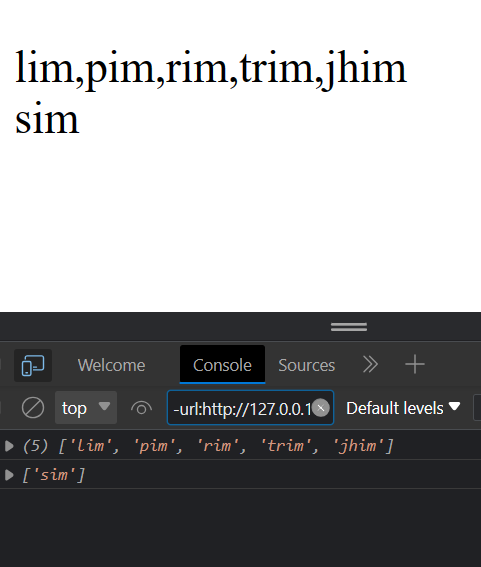 lim,pim,rim,trim,jhim
sim
Welcome Console Sources
top -url:http://127.0.0.1 Default levels
(5) ['lim', 'pim', 'rim', 'trim', 'jhim']
['sim']